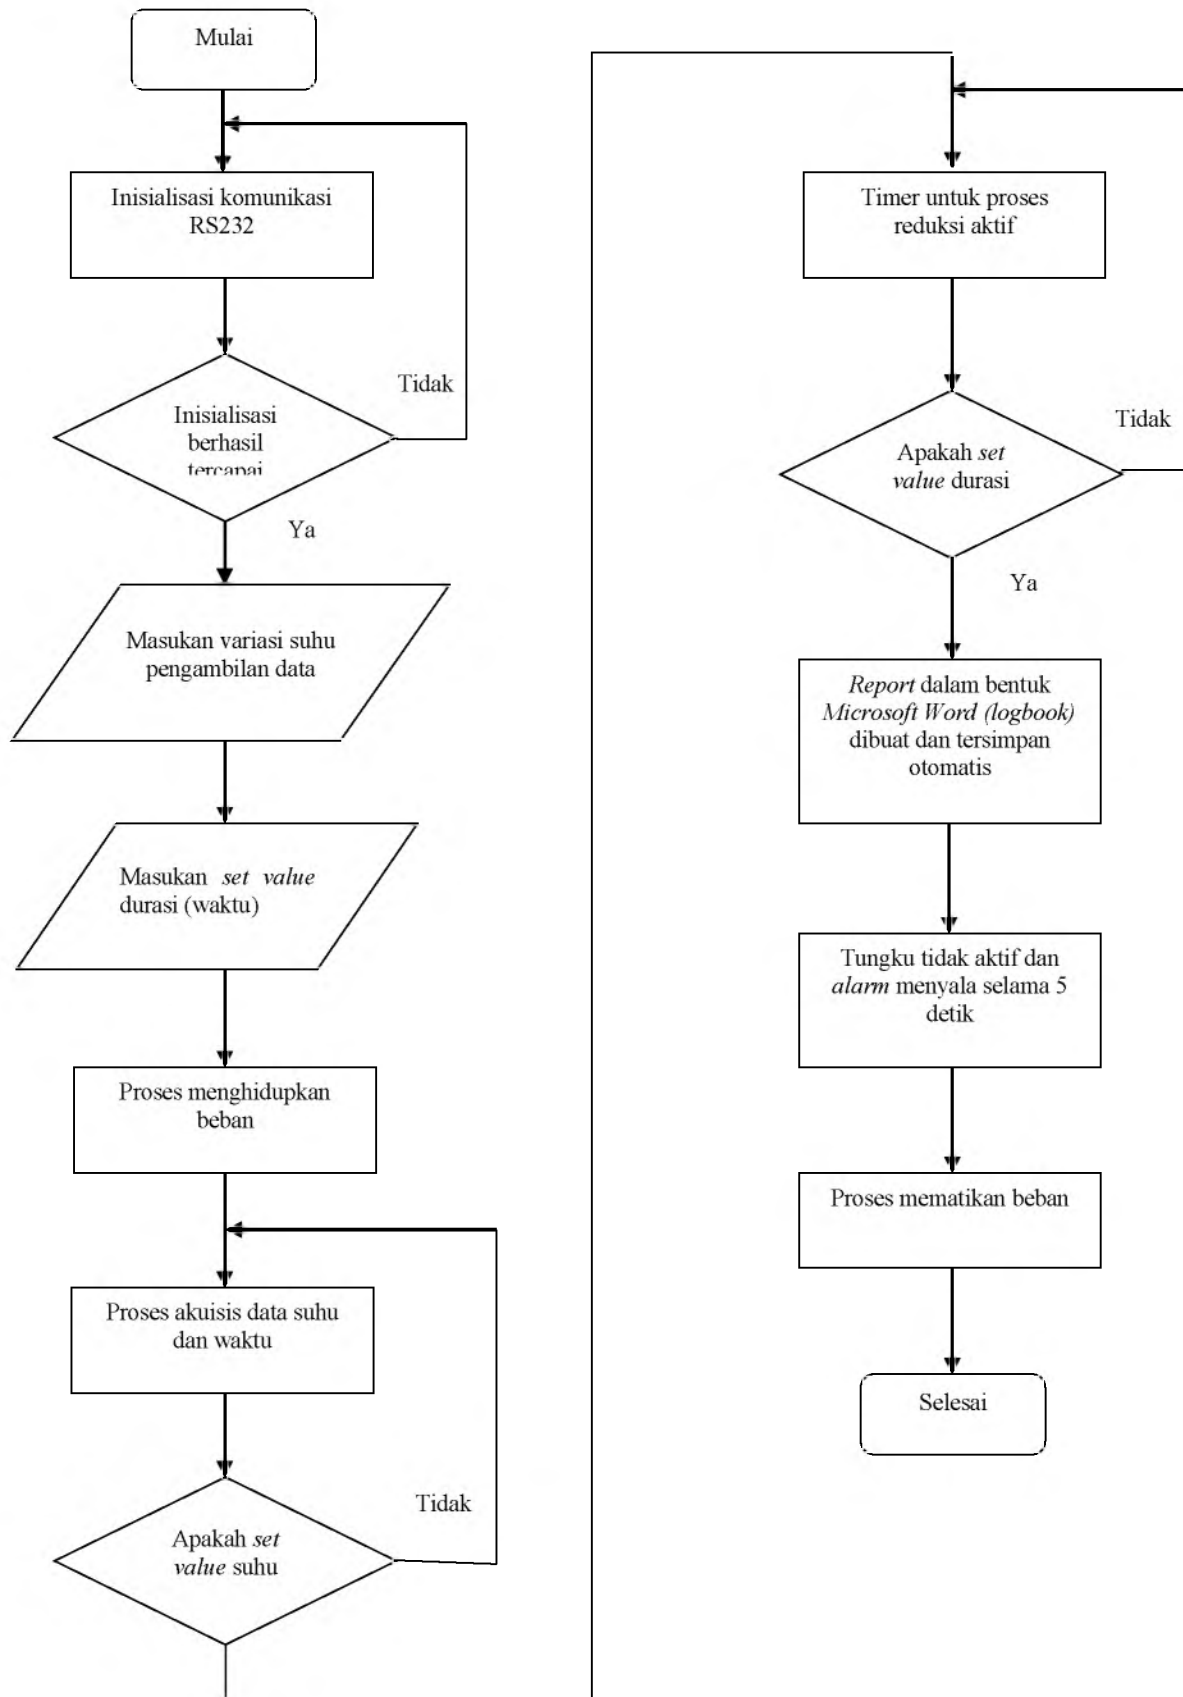 Mulai
Inisialisasi komunikasi
RS232
Tidak
Inisialisasi
berhasil
tercapai
Ya
Masukan variasi suhu
pengambilan data
Masukan set value
durasi (waktu)
Proses menghidupkan
beban
Proses akuisis data suhu
dan waktu
Tidak
Apakah set
value suhu
Timer untuk proses
reduksi aktif
Tidak
Apakah set
value durasi
Ya
Report dalam bentuk
Microsoft Word (logbook)
dibuat dan tersimpan
otomatis
Tungku tidak aktif dan
alarm menyala selama 5
detik
Proses mematikan beban
Selesai